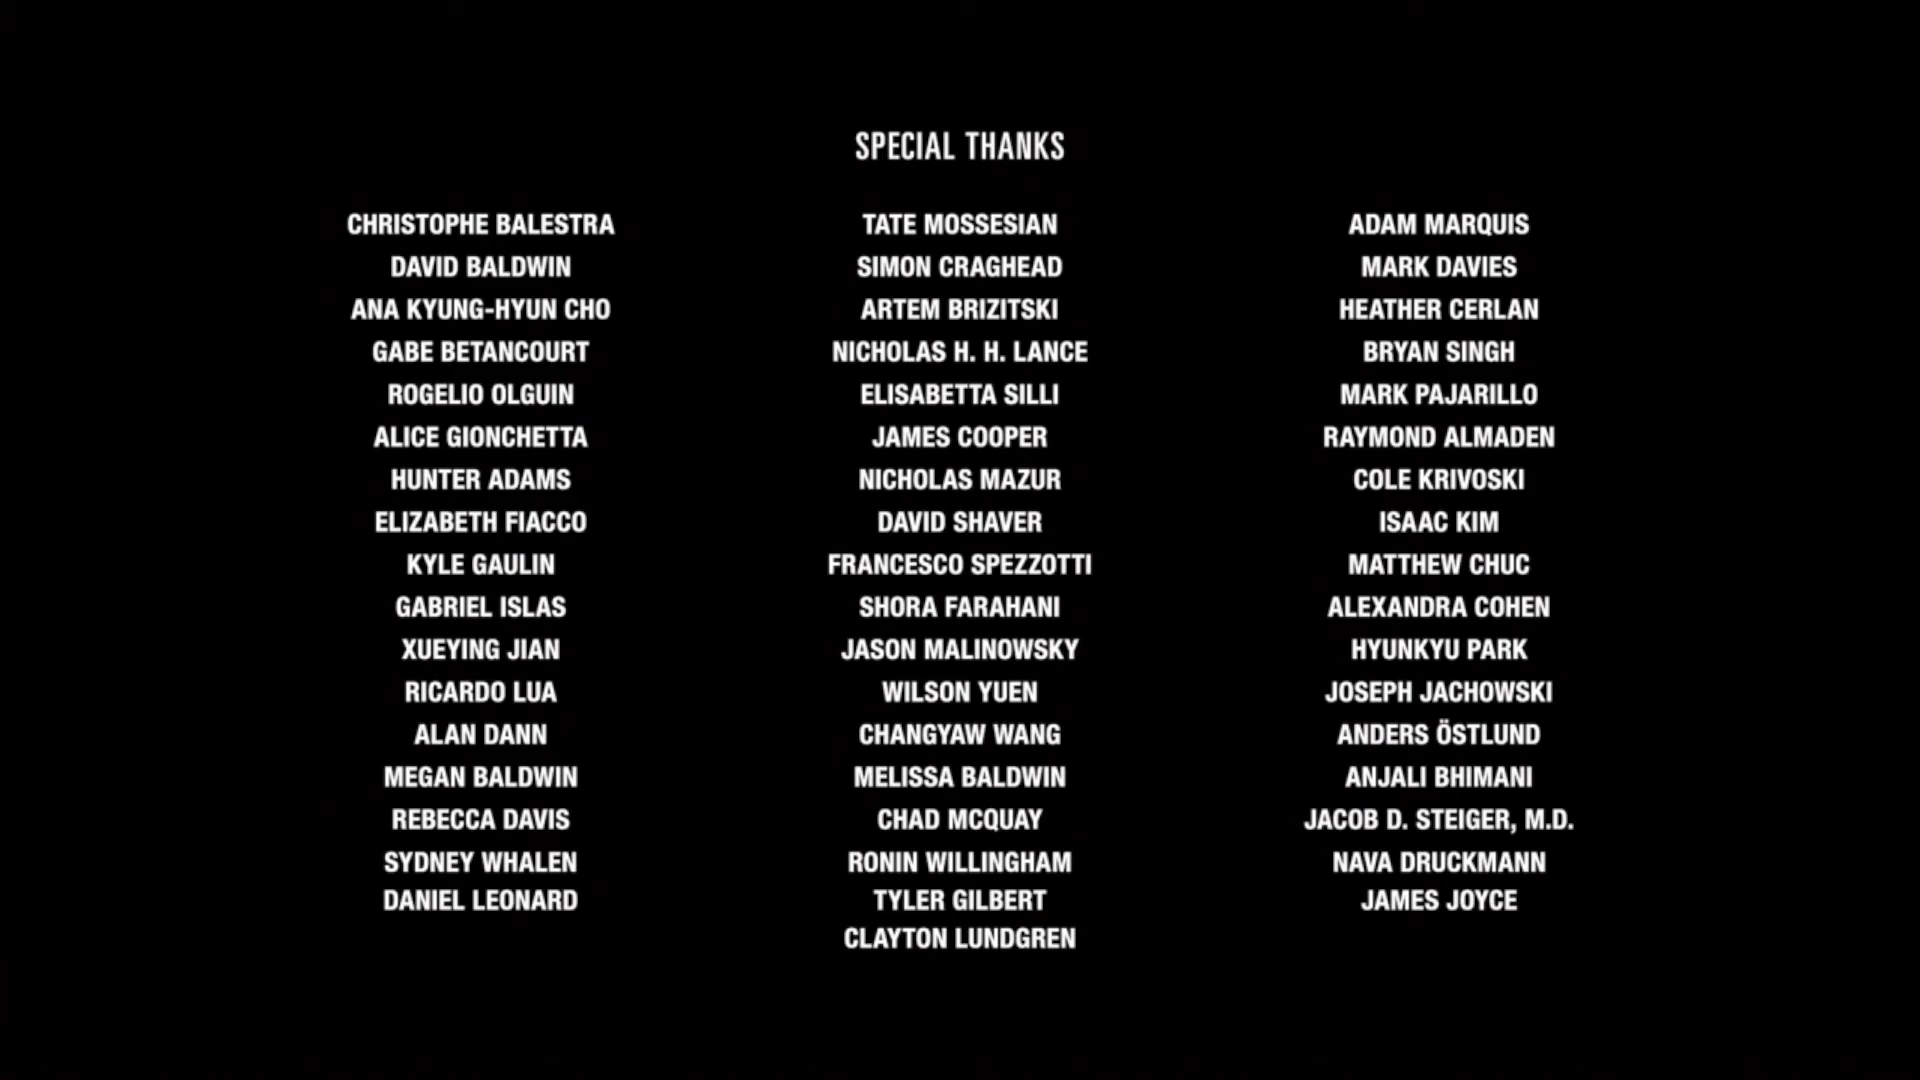 SPECIAL THANKS
CHRISTOPHE BALESTRA
DAVID BALDWIN
ANA KYUNG-HYUN CHO
GABE BETANCOURT
ROGELIO OLGUIN
ALICE GIONCHETTA
HUNTER ADAMS
ELIZABETH FIACCO
KYLE GAULIN
GABRIEL ISLAS
XUEYING JIAN
RICARDO LUA
ALAN DANN
MEGAN BALDWIN
REBECCA DAVIS
SYDNEY WHALEN
DANIEL LEONARD
TATE MOSSESIAN
SIMON CRAGHEAD
ARTEM BRIZITSKI
NICHOLAS H. H. LANCE
ELISABETTA SILLI
JAMES COOPER
NICHOLAS MAZUR
DAVID SHAVER
FRANCESCO SPEZZOTTI
SHORA FARAHANI
JASON MALINOWSKY
WILSON YUEN
CHANGYAW WANG
MELISSA BALDWIN
CHAD MCQUAY
RONIN WILLINGHAM
TYLER GILBERT
CLAYTON LUNDGREN
ADAM MARQUIS
MARK DAVIES
HEATHER CERLAN
BRYAN SINGH
MARK PAJARILLO
RAYMOND ALMADEN
COLE KRIVOSKI
ISAAC KIM
MATTHEW CHUC
ALEXANDRA COHEN
HYUNKYU PARK
JOSEPH JACHOWSKI
ANDERS ÖSTLUND
ANJALI BHIMANI
JACOB D. STEIGER, M.D.
NAVA DRUCKMANN
JAMES JOYCE